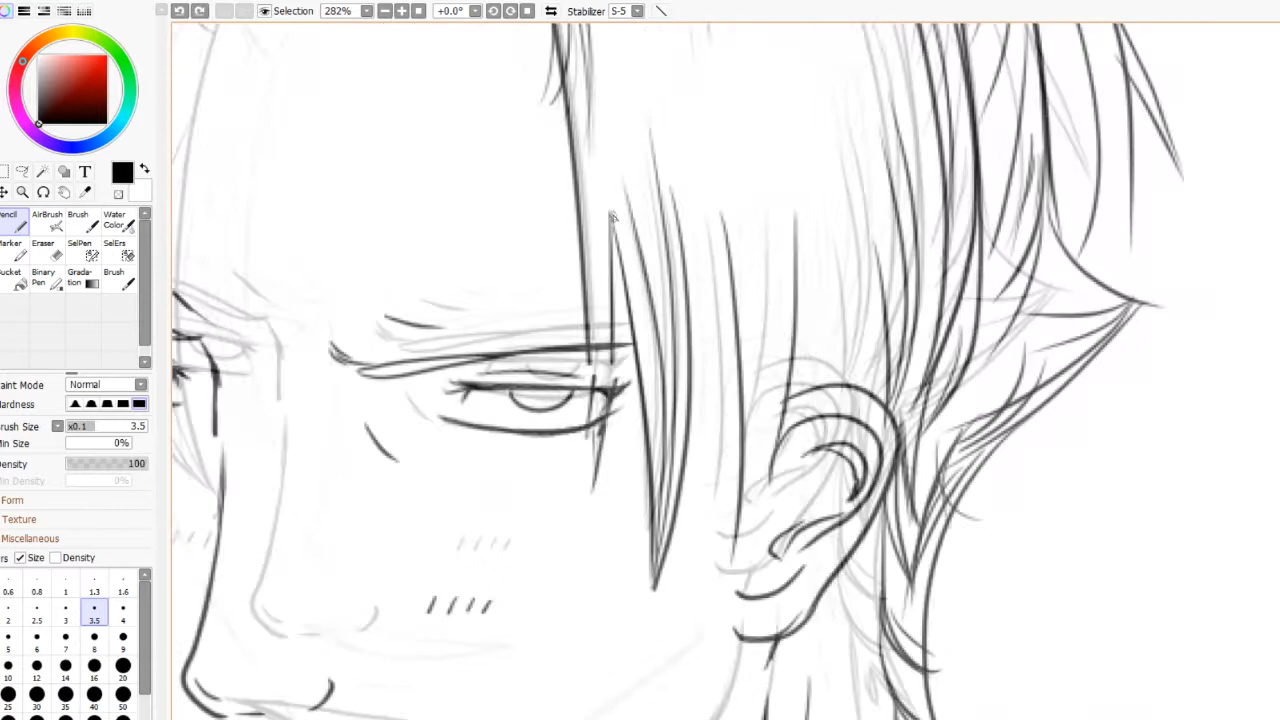 Selection 282% +0.0° Stabilizer S-5
T
Pencil AirBrush Brush Water Color
Marker Eraser SelPen SelErs
Bucket Binary Pen Gradation Brush
aint Mode Normal
Hardness
Brush Size x0.1 3.5
Min Size 0%
Density 100
Min Density 0%
Form
Texture
Miscellaneous
rs Size Density
0.6 0.8 1 1.3 1.6
2 2.5 3 3.5 4
5 6 7 8 9
10 12 14 16 20
25 30 35 40 50